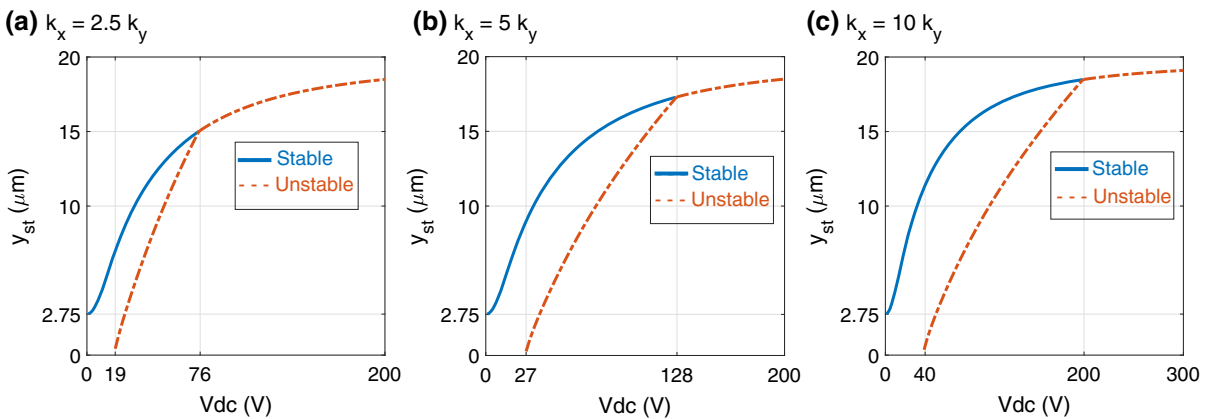 (a) k_x = 2.5 k_y
20
15
10
2.75
0
0 19 76 200
y_st (μm)
Vdc (V)
Stable
Unstable
(b) k_x = 5 k_y
20
15
10
2.75
0
0 27 128 200
y_st (μm)
Vdc (V)
Stable
Unstable
(c) k_x = 10 k_y
20
15
10
2.75
0
0 40 200 300
y_st (μm)
Vdc (V)
Stable
Unstable